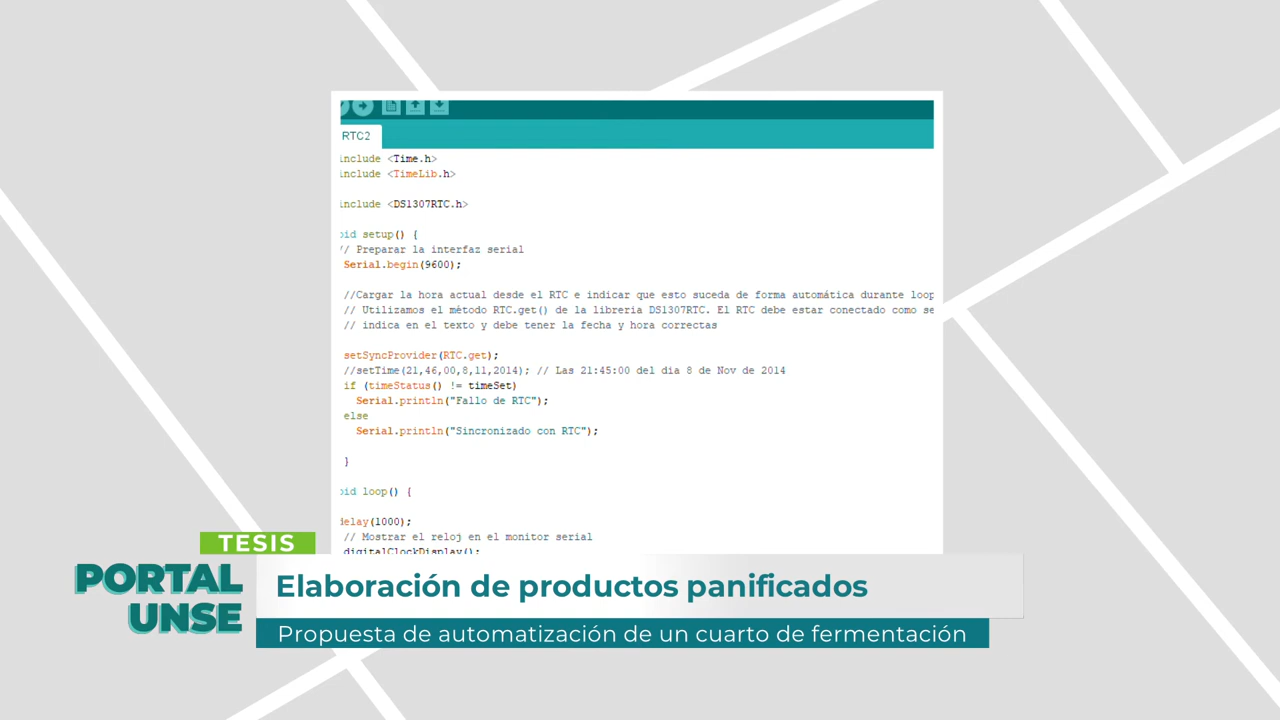 RTC2
include <Time.h>
include <TimeLib.h>
include <DS1307RTC.h>
oid setup() {
// Preparar la interfaz serial
Serial.begin(9600);
//Cargar la hora actual desde el RTC e indicar que esto suceda de forma automática durante loop
// Utilizamos el método RTC.get() de la libreria DS1307RTC. El RTC debe estar conectado como se
// indica en el texto y debe tener la fecha y hora correctas
setSyncProvider(RTC.get);
//setTime(21,46,00,8,11,2014); // Las 21:45:00 del dia 8 de Nov de 2014
if (timeStatus() != timeSet)
Serial.println("Fallo de RTC");
else
Serial.println("Sincronizado con RTC");
}
oid loop() {
delay(1000);
// Mostrar el reloj en el monitor serial
digitalClockDisplay();
TESIS
PORTAL
UNSE
Elaboración de productos panificados
Propuesta de automatización de un cuarto de fermentación